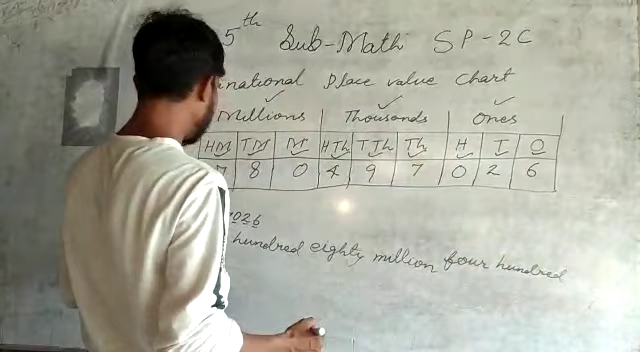 5th Sub-Math SP-2C
national Place value Chart
Millions Thousands Ones
HM TM M HTh TTh Th H T O
7 8 0 4 9 7 0 2 6
026
hundred eighty million four hundred